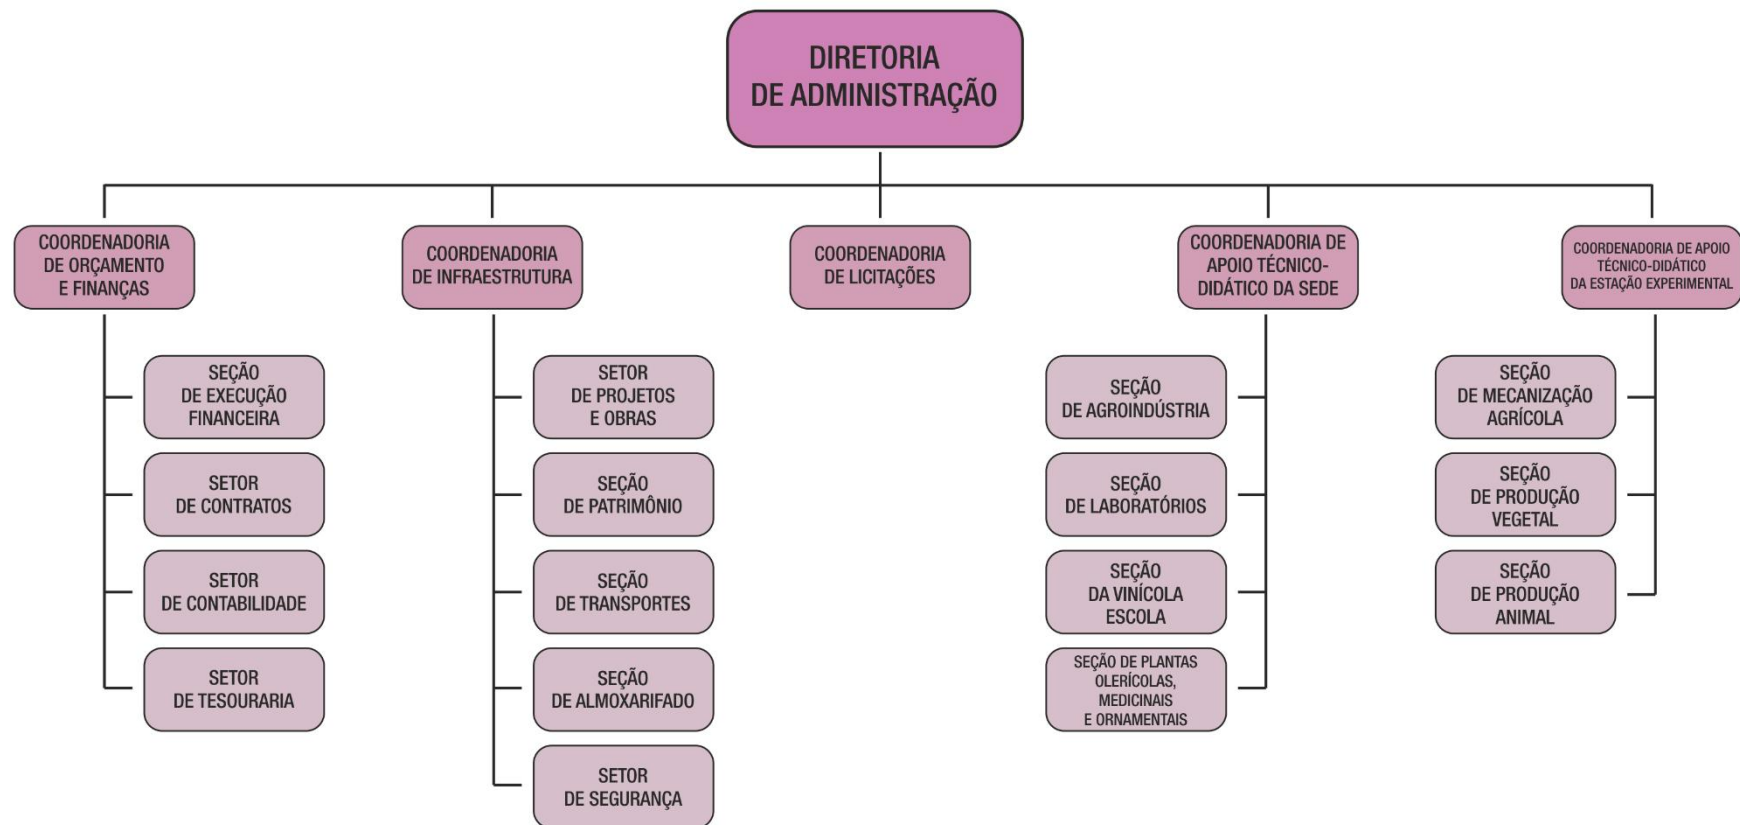 DIRETORIA
DE ADMINISTRAÇÃO
COORDENADORIA
DE ORÇAMENTO
E FINANÇAS
COORDENADORIA
DE INFRAESTRUTURA
COORDENADORIA
DE LICITAÇÕES
COORDENADORIA DE
APOIO TÉCNICO-
DIDÁTICO DA SEDE
COORDENADORIA DE APOIO
TÉCNICO-DIDÁTICO
DA ESTAÇÃO EXPERIMENTAL
SEÇÃO
DE EXECUÇÃO
FINANCEIRA
SETOR
DE CONTRATOS
SETOR
DE CONTABILIDADE
SETOR
DE TESOURARIA
SETOR
DE PROJETOS
E OBRAS
SEÇÃO
DE PATRIMÔNIO
SEÇÃO
DE TRANSPORTES
SEÇÃO
DE ALMOXARIFADO
SETOR
DE SEGURANÇA
SEÇÃO
DE AGROINDÚSTRIA
SEÇÃO
DE LABORATÓRIOS
SEÇÃO
DA VINÍCOLA
ESCOLA
SEÇÃO DE PLANTAS
OLERÍCOLAS,
MEDICINAIS
E ORNAMENTAIS
SEÇÃO
DE MECANIZAÇÃO
AGRÍCOLA
SEÇÃO
DE PRODUÇÃO
VEGETAL
SEÇÃO
DE PRODUÇÃO
ANIMAL